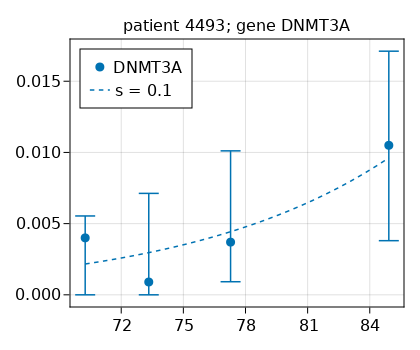 patient 4493; gene DNMT3A
DNMT3A
s = 0.1
0.015
0.010
0.005
0.000
72 75 78 81 84